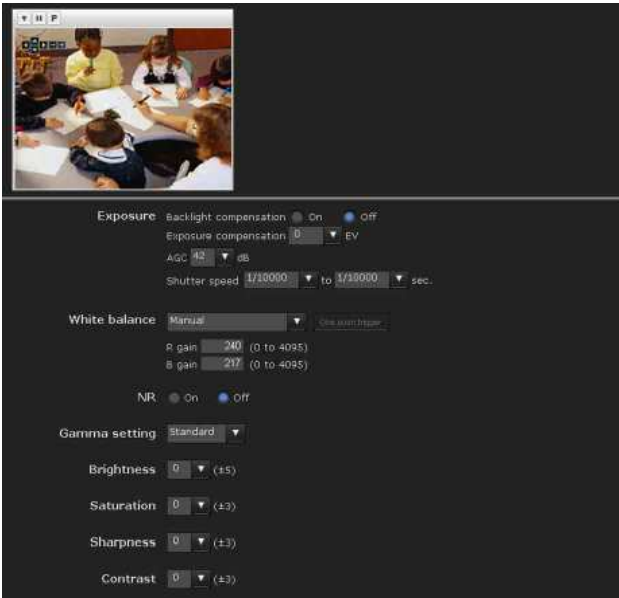 P
Exposure Backlight compensation On Off
Exposure compensation 0 EV
AGC 42 dB
Shutter speed 1/10000 to 1/10000 sec.
White balance Manual One push trigger
R gain 240 (0 to 4095)
B gain 217 (0 to 4095)
NR On Off
Gamma setting Standard
Brightness 0 (±5)
Saturation 0 (±3)
Sharpness 0 (±3)
Contrast 0 (±3)